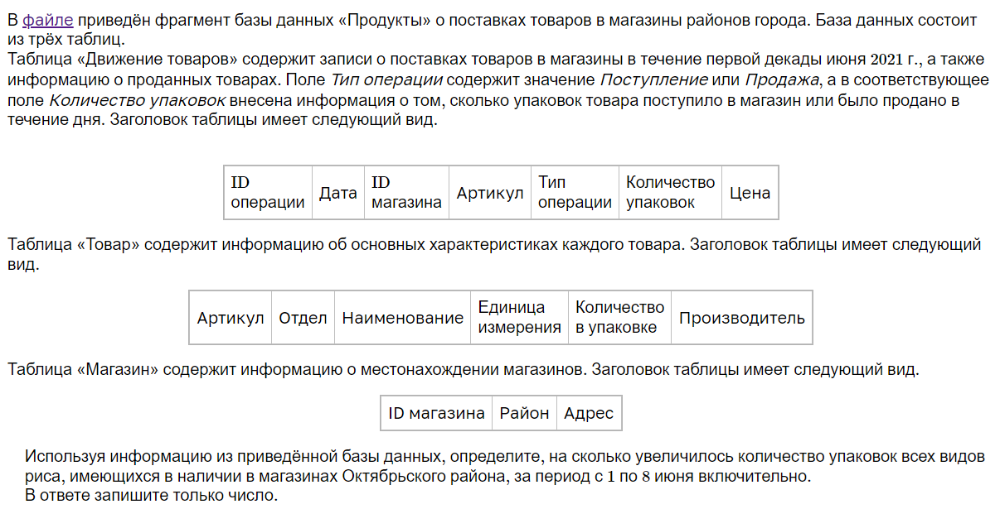 В файле приведён фрагмент базы данных «Продукты» о поставках товаров в магазины районов города. База данных состоит
из трёх таблиц.
Таблица «Движение товаров» содержит записи о поставках товаров в магазины в течение первой декады июня 2021 г., а также
информацию о проданных товарах. Поле Тип операции содержит значение Поступление или Продажа, а в соответствующее
поле Количество упаковок внесена информация о том, сколько упаковок товара поступило в магазин или было продано в
течение дня. Заголовок таблицы имеет следующий вид.
ID операции Дата ID магазина Артикул Тип операции Количество упаковок Цена
Таблица «Товар» содержит информацию об основных характеристиках каждого товара. Заголовок таблицы имеет следующий
вид.
Артикул Отдел Наименование Единица измерения Количество в упаковке Производитель
Таблица «Магазин» содержит информацию о местонахождении магазинов. Заголовок таблицы имеет следующий вид.
ID магазина Район Адрес
Используя информацию из приведённой базы данных, определите, на сколько увеличилось количество упаковок всех видов
риса, имеющихся в наличии в магазинах Октябрьского района, за период с 1 по 8 июня включительно.
В ответе запишите только число.